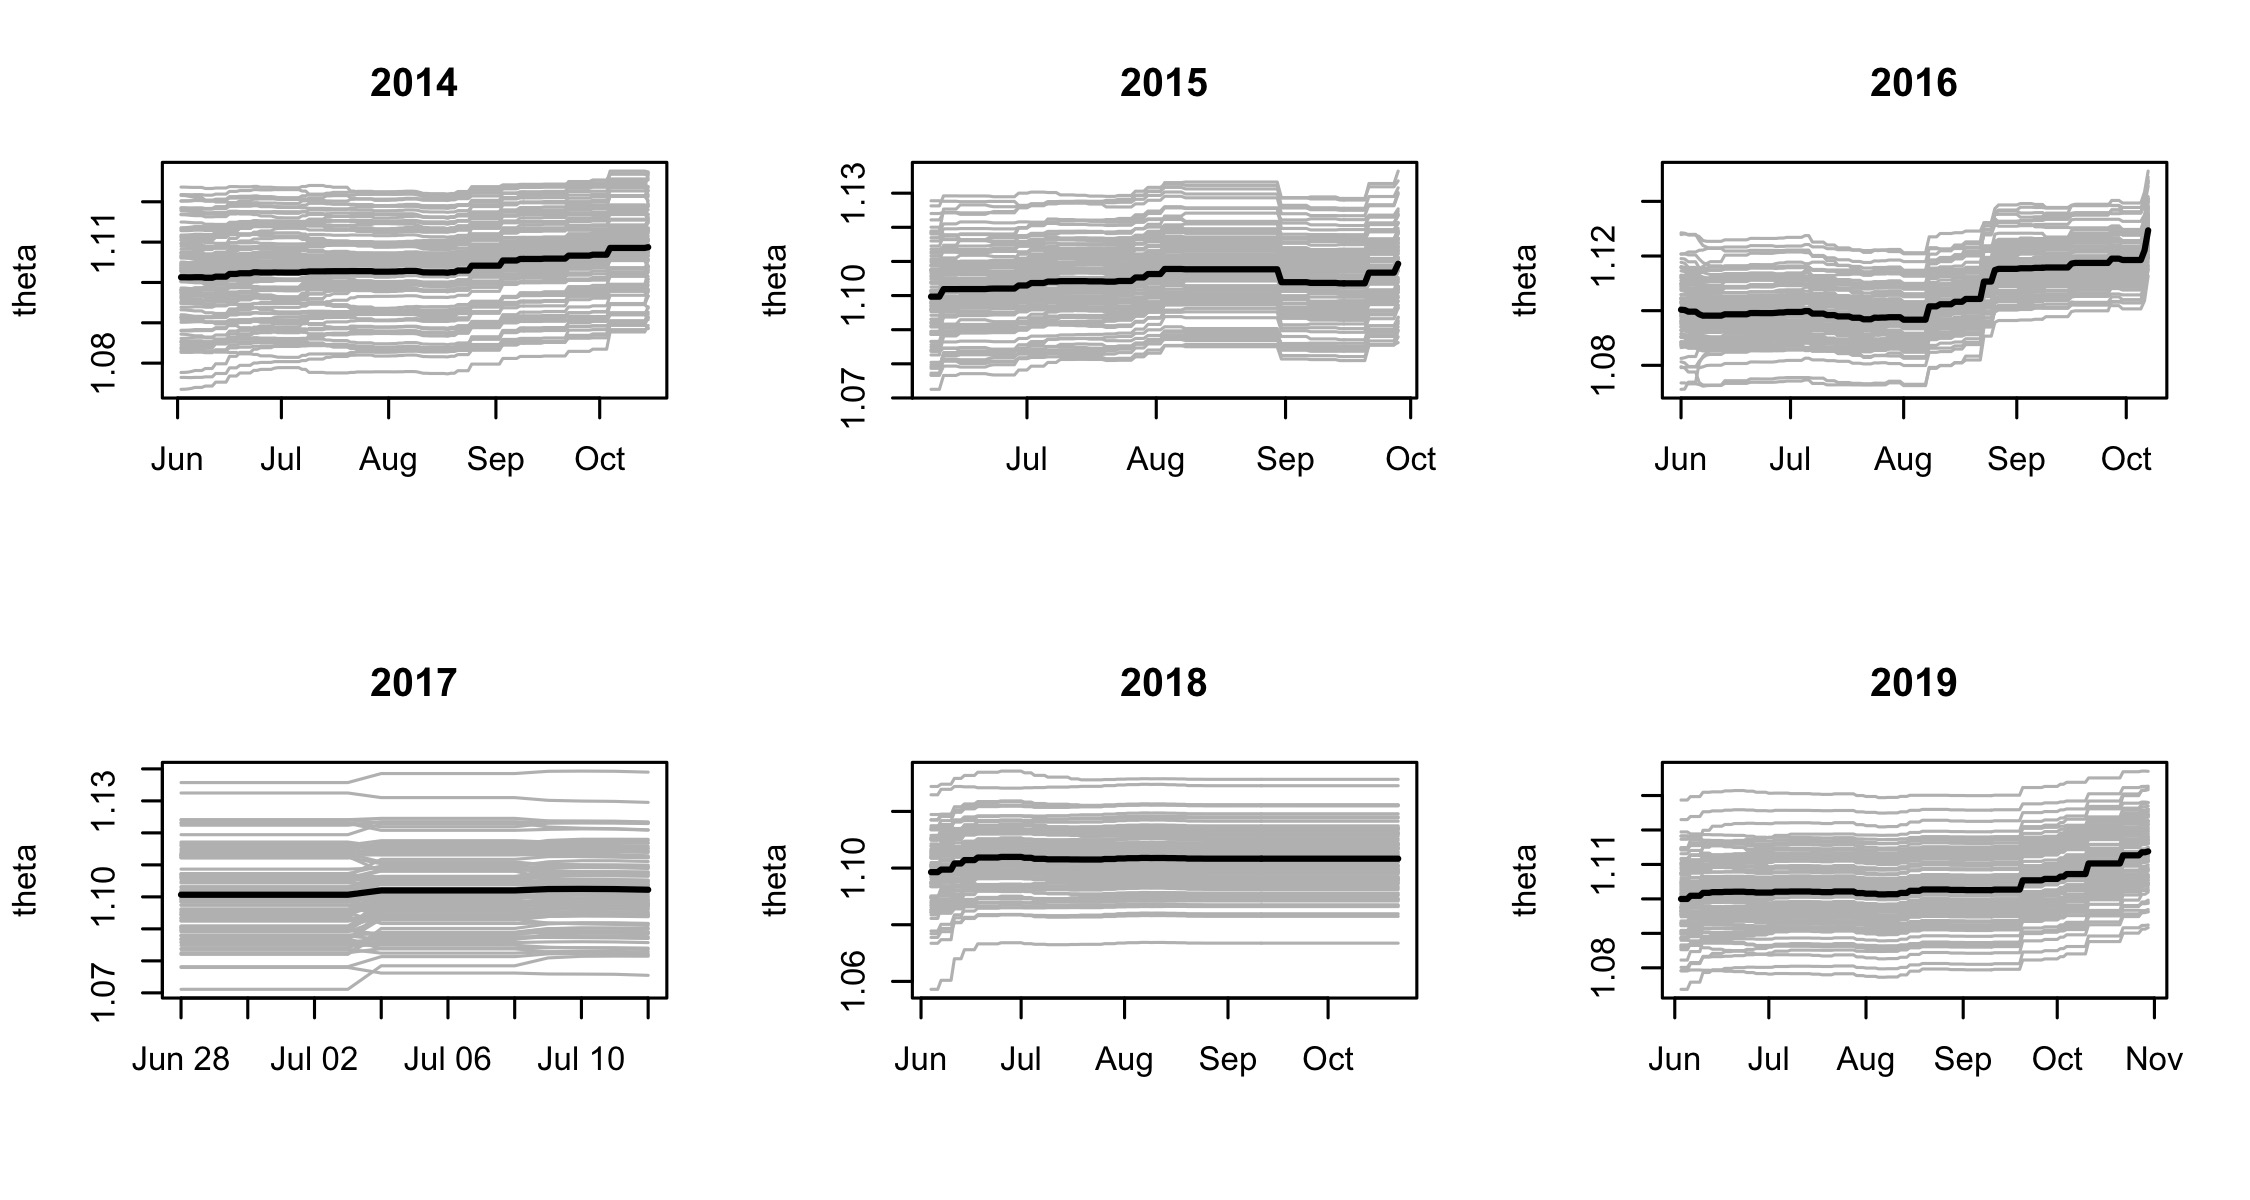 2014
theta
1.11
1.08
Jun Jul Aug Sep Oct
2015
theta
1.13
1.10
1.07
Jul Aug Sep Oct
2016
theta
1.12
1.08
Jun Jul Aug Sep Oct
2017
theta
1.13
1.10
1.07
Jun 28 Jul 02 Jul 06 Jul 10
2018
theta
1.10
1.06
Jun Jul Aug Sep Oct
2019
theta
1.11
1.08
Jun Jul Aug Sep Oct Nov